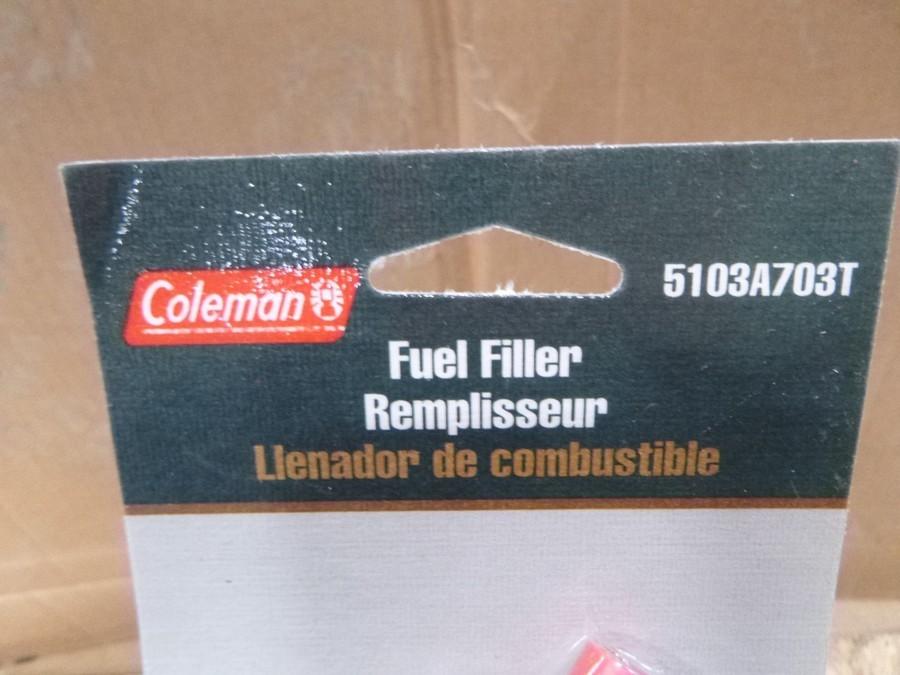 Coleman
5103A703T
Fuel Filler
Remplisseur
Llenador de combustible